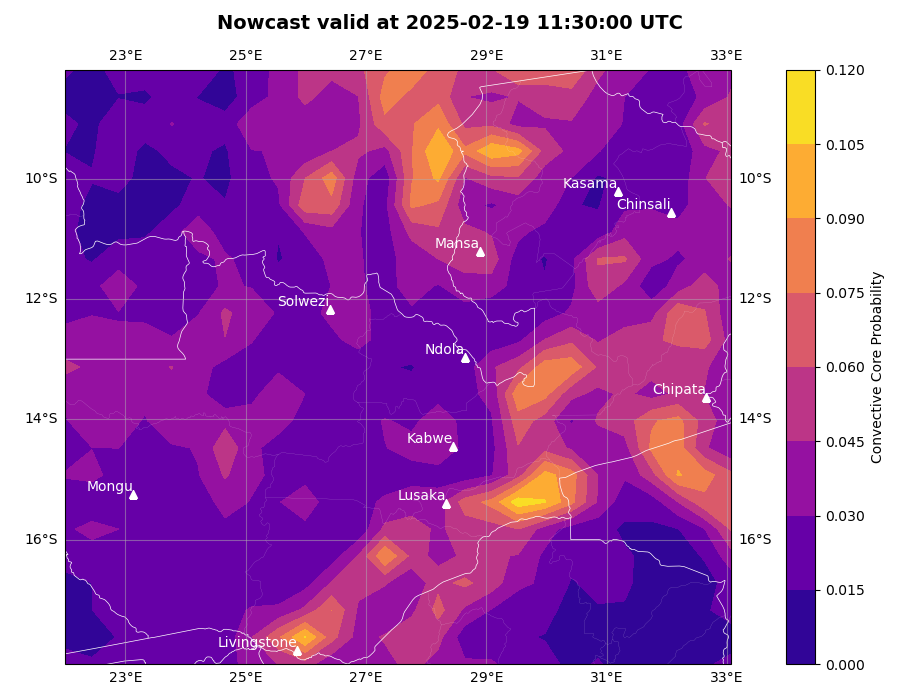 Nowcast valid at 2025-02-19 11:30:00 UTC
23°E 25°E 27°E 29°E 31°E 33°E
0.120
0.105
10°S Kasama 10°S
Chinsali
0.090
Mansa
12°S 0.075 12°S
Solwezi
Ndola
0.060
Chipata
14°S 14°S
Kabwe
0.045
Convective Core Probability
Mongu
Lusaka
0.030
16°S 16°S
0.015
Livingstone
0.000
23°E 25°E 27°E 29°E 31°E 33°E